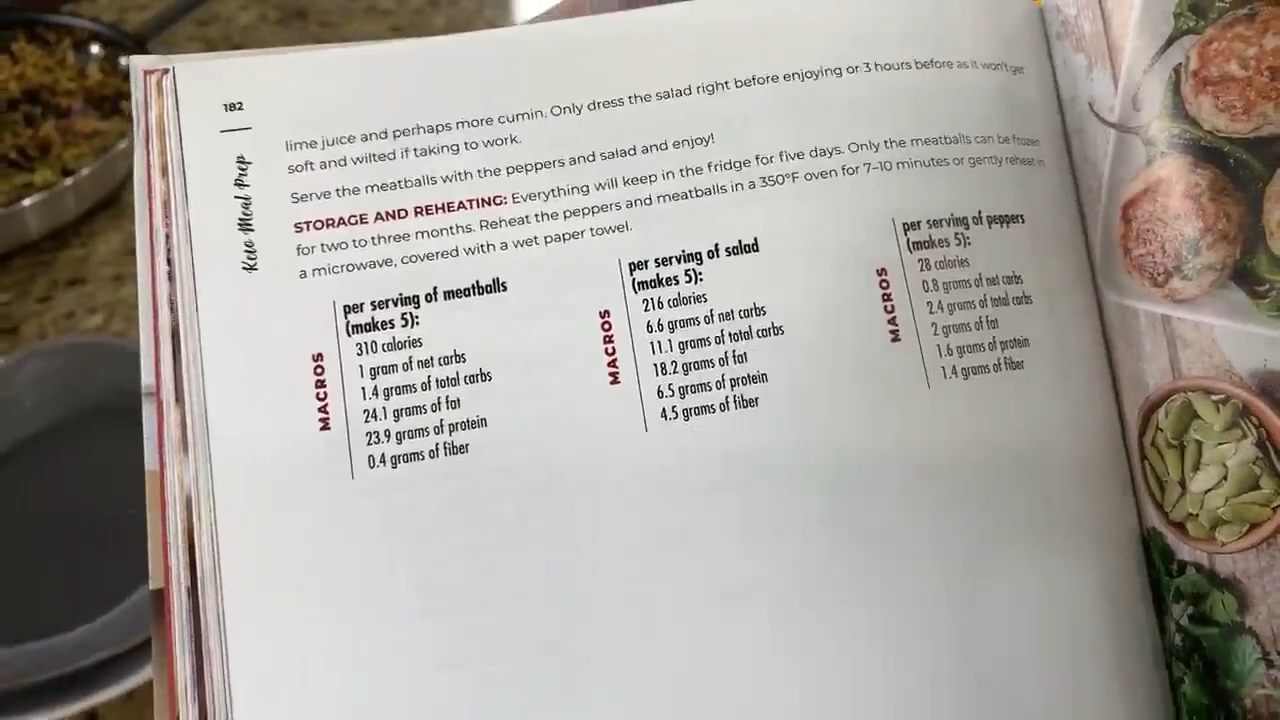 182
Keto Meal Prep
lime juice and perhaps more cumin. Only dress the salad right before enjoying or 3 hours before as it won't get
soft and wilted if taking to work.
Serve the meatballs with the peppers and salad and enjoy!
STORAGE AND REHEATING: Everything will keep in the fridge for five days. Only the meatballs can be frozen
for two to three months. Reheat the peppers and meatballs in a 350°F oven for 7–10 minutes or gently reheat in
a microwave, covered with a wet paper towel.
MACROS
per serving of meatballs
(makes 5):
310 calories
1 gram of net carbs
1.4 grams of total carbs
24.1 grams of fat
23.9 grams of protein
0.4 grams of fiber
MACROS
per serving of salad
(makes 5):
216 calories
6.6 grams of net carbs
11.1 grams of total carbs
18.2 grams of fat
6.5 grams of protein
4.5 grams of fiber
MACROS
per serving of peppers
(makes 5):
28 calories
0.8 grams of net carbs
2.4 grams of total carbs
2 grams of fat
1.6 grams of protein
1.4 grams of fiber